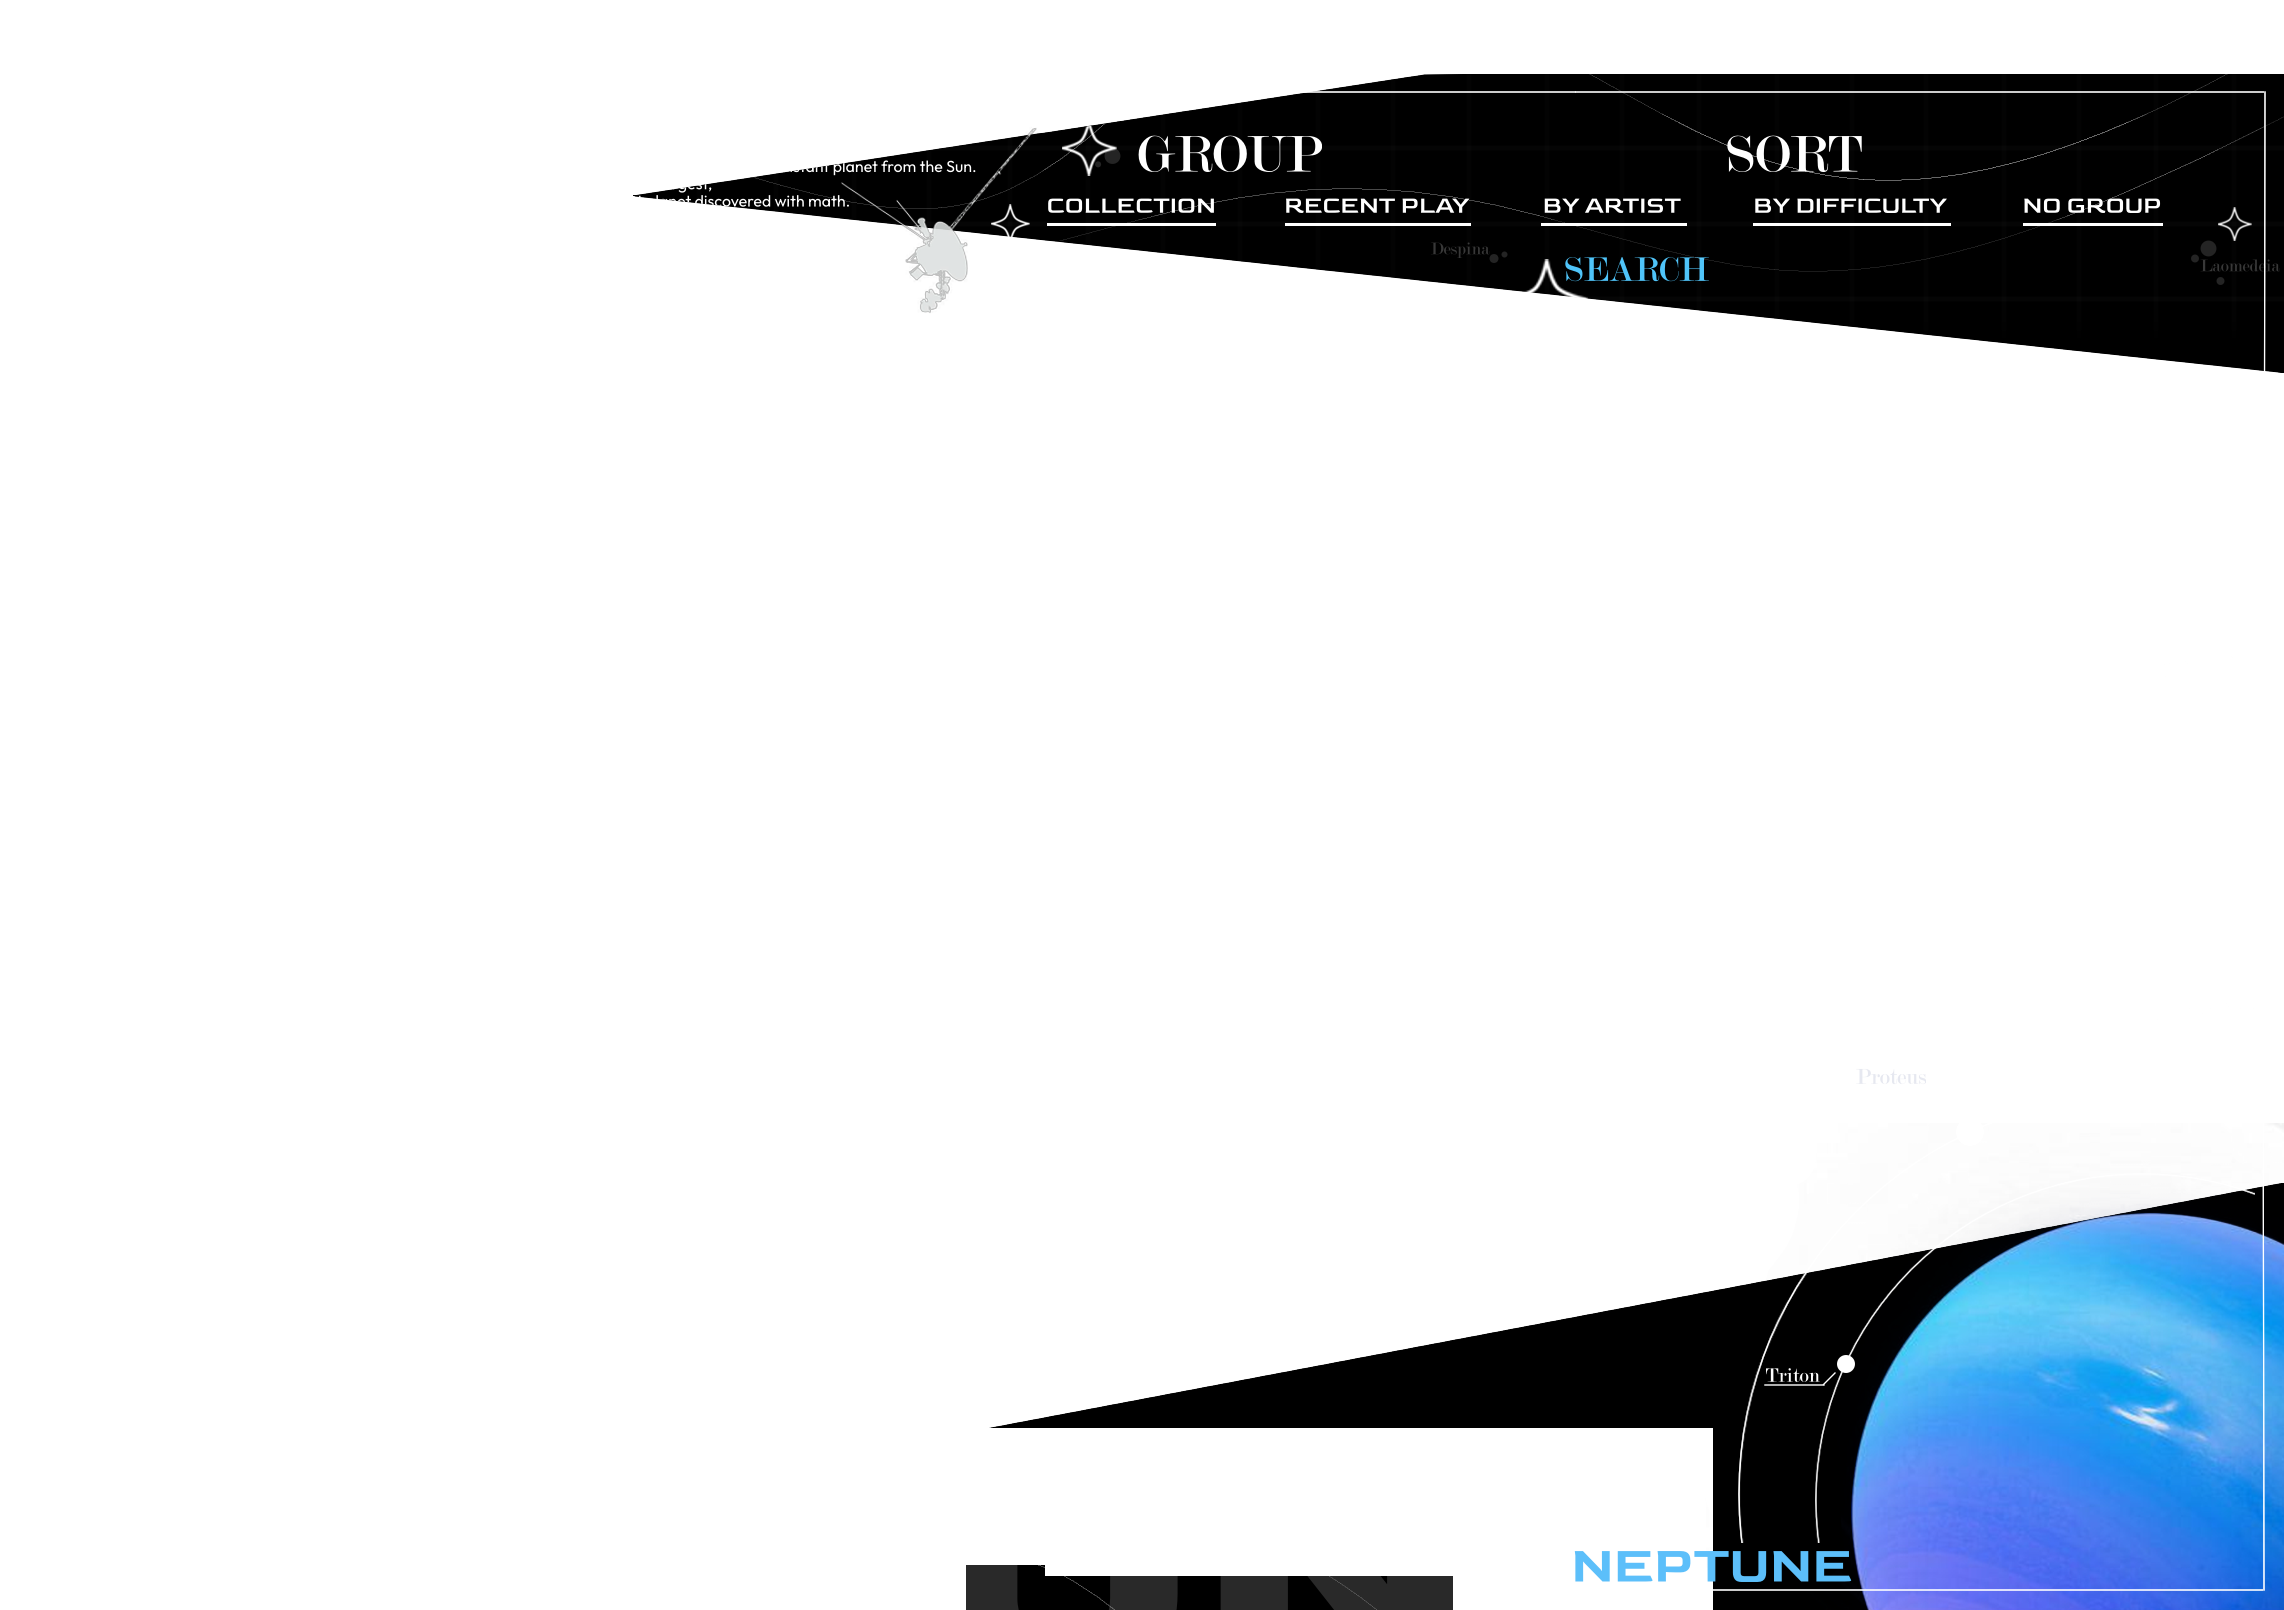 planet from the Sun.
discovered with math.
GROUP
SORT
COLLECTION RECENT PLAY BY ARTIST BY DIFFICULTY NO GROUP
Despina
SEARCH
Laomedeia
Proteus
Triton
NEPTUNE